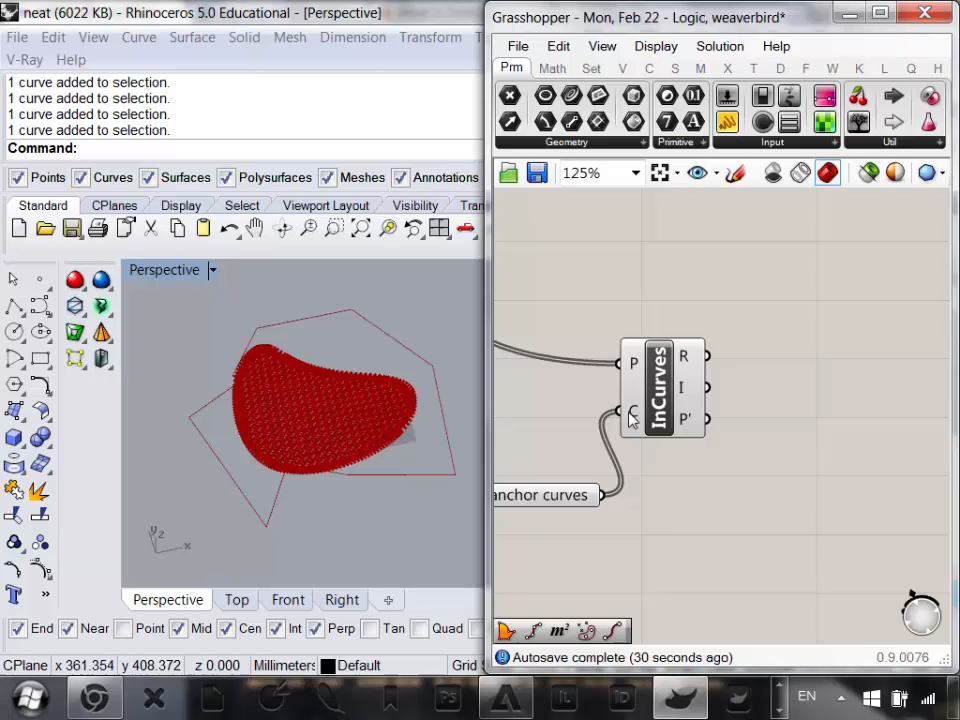 neat (6022 KB) - Rhinoceros 5.0 Educational - [Perspective]
File Edit View Curve Surface Solid Mesh Dimension Transform
V-Ray Help
1 curve added to selection.
1 curve added to selection.
1 curve added to selection.
1 curve added to selection.
Command:
Points Curves Surfaces Polysurfaces Meshes Annotations
Standard CPlanes Display Select Viewport Layout Visibility
Perspective
y
z
x
Perspective Top Front Right
End Near Point Mid Cen Int Perp Tan Quad
CPlane x 361.354 y 408.372 z 0.000 Millimeters Default Grid S
Grasshopper - Mon, Feb 22 - Logic, weaverbird*
File Edit View Display Solution Help
Prm Math Set V C S M X T D F W K L Q H
Geometry Primitive Input Util
125%
P InCurves R
I
C P'
anchor curves
m²
Autosave complete (30 seconds ago) 0.9.0076
PS A IL ID EN